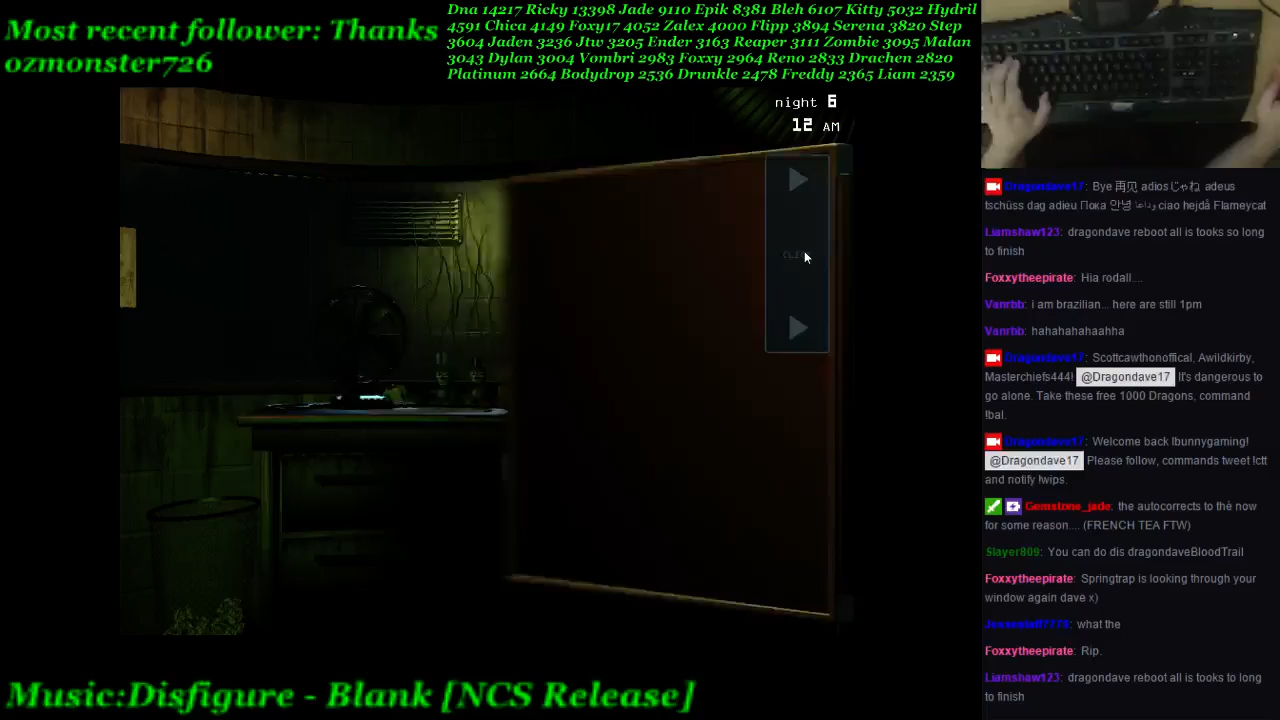 Most recent follower: Thanks
ozmonster726
Dna 14217 Ricky 13398 Jade 9110 Epik 8381 Bleh 6107 Kitty 5032 Hydril
4591 Chica 4149 Foxy17 4052 Zalex 4000 Flipp 3894 Serena 3820 Step
3604 Jaden 3236 Jtw 3205 Ender 3163 Reaper 3111 Zombie 3095 Malan
3043 Dylan 3004 Vombri 2983 Foxxy 2964 Reno 2833 Drachen 2820
Platinum 2664 Bodydrop 2536 Drunkle 2478 Freddy 2365 Liam 2359
night 6
12 AM
Dragondave17: Bye 再见 adios じゃね adeus
tschüss dag adieu Пока 안녕 وداعا ciao hejdå Flameycat
Liamshaw123: dragondave reboot all is tooks so long
to finish
Foxxytheepirate: Hia rodall....
Vanrbb: i am brazilian... here are still 1pm
Vanrbb: hahahahahaahha
Dragondave17: Scottcawthonoffical, Awildkirby,
Masterchiefs444! @Dragondave17 It's dangerous to
go alone. Take these free 1000 Dragons, command
!bal.
Dragondave17: Welcome back Ibunnygaming!
@Dragondave17 Please follow, commands tweet !ctt
and notify !wips.
Gemstone_jade: the autocorrects to thé now
for some reason.... (FRENCH TEA FTW)
Slayer809: You can do dis dragondaveBloodTrail
Foxxytheepirate: Springtrap is looking through your
window again dave x)
what the
Foxxytheepirate: Rip.
Liamshaw123: dragondave reboot all is tooks to long
to finish
Music:Disfigure - Blank [NCS Release]